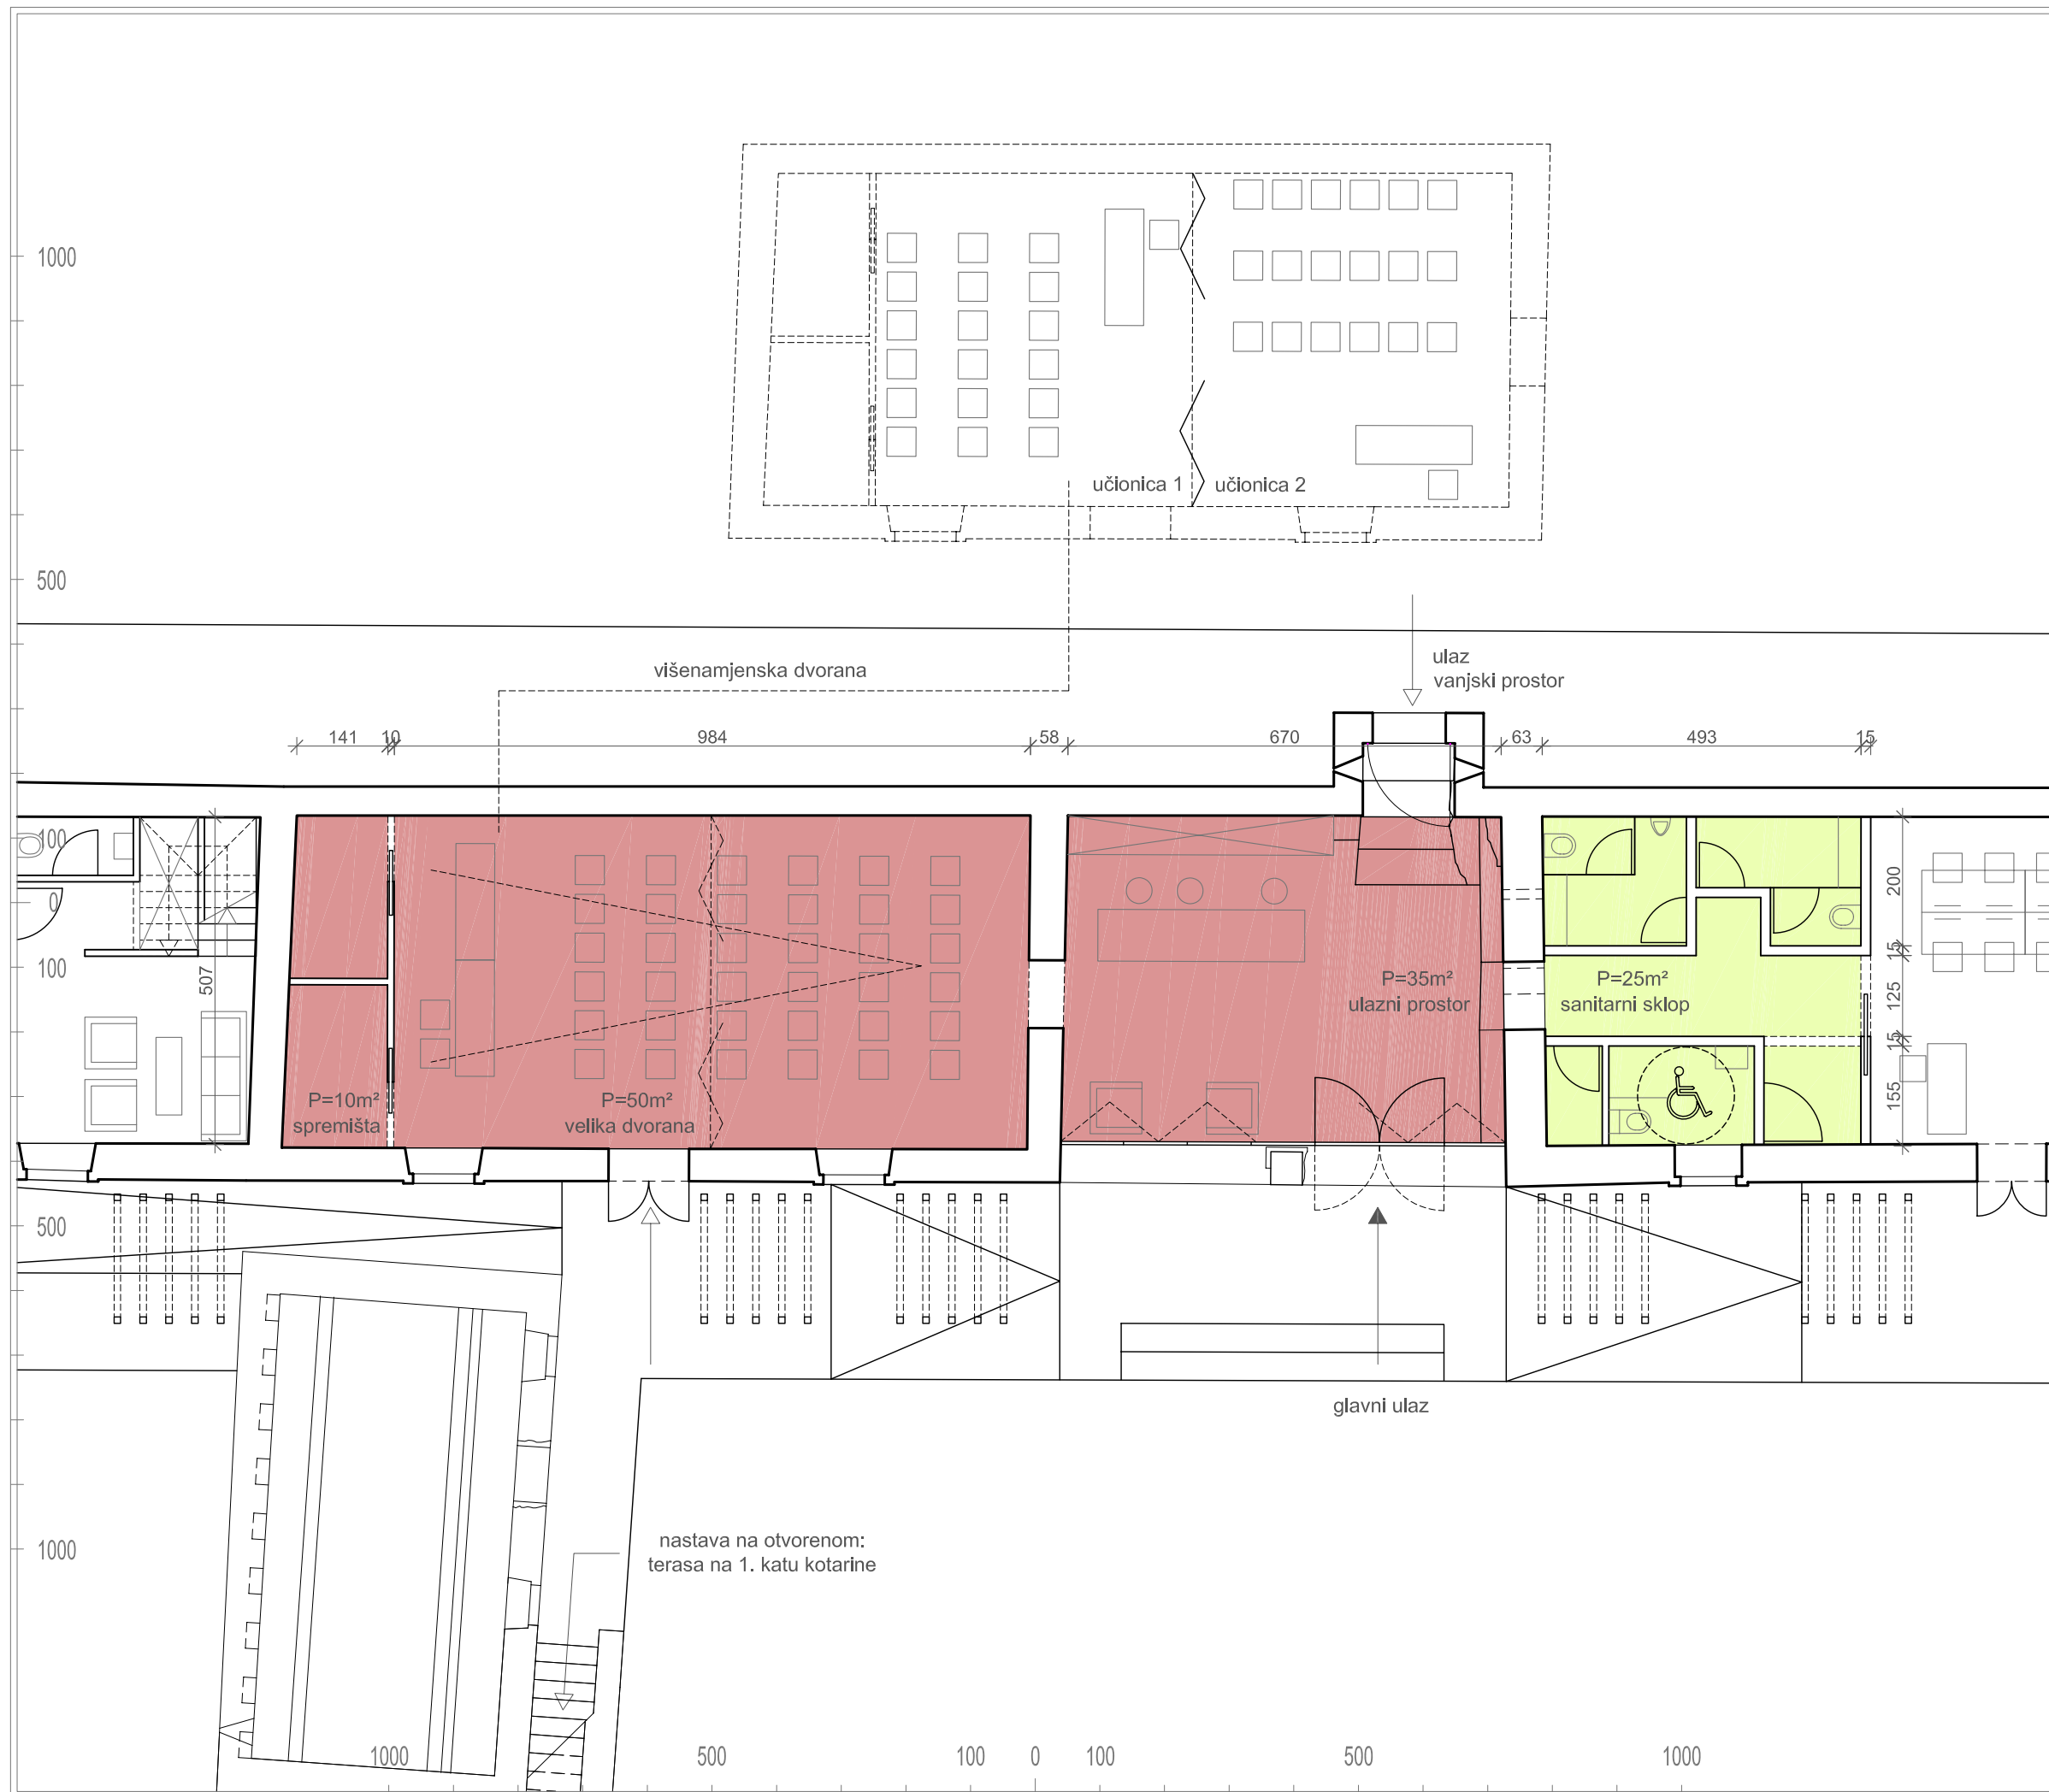 1000
učionica 1
učionica 2
500
višenamjenska dvorana
ulaz
vanjski prostor
141
10
984
58
670
63
493
15
100
0
100
507
200
15
125
15
155
P=35m²
ulazni prostor
P=25m²
sanitarni sklop
P=10m²
spremišta
P=50m²
velika dvorana
500
glavni ulaz
nastava na otvorenom:
terasa na 1. katu kotarine
1000
1000
500
100
0
100
500
1000